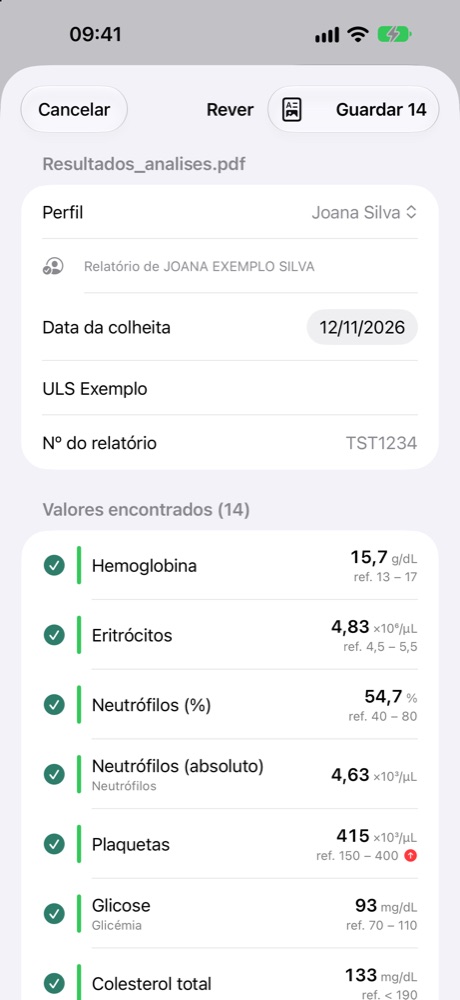 09:41
Cancelar
Rever
Guardar 14
Resultados_analises.pdf
Perfil
Joana Silva
Relatório de JOANA EXEMPLO SILVA
Data da colheita
12/11/2026
ULS Exemplo
Nº do relatório
TST1234
Valores encontrados (14)
Hemoglobina
15,7 g/dL
ref. 13 – 17
Eritrócitos
4,83 ×10⁶/µL
ref. 4,5 – 5,5
Neutrófilos (%)
54,7 %
ref. 40 – 80
Neutrófilos (absoluto)
Neutrófilos
4,63 ×10³/µL
Plaquetas
415 ×10³/µL
ref. 150 – 400
Glicose
Glicémia
93 mg/dL
ref. 70 – 110
Colesterol total
133 mg/dL
ref. < 190